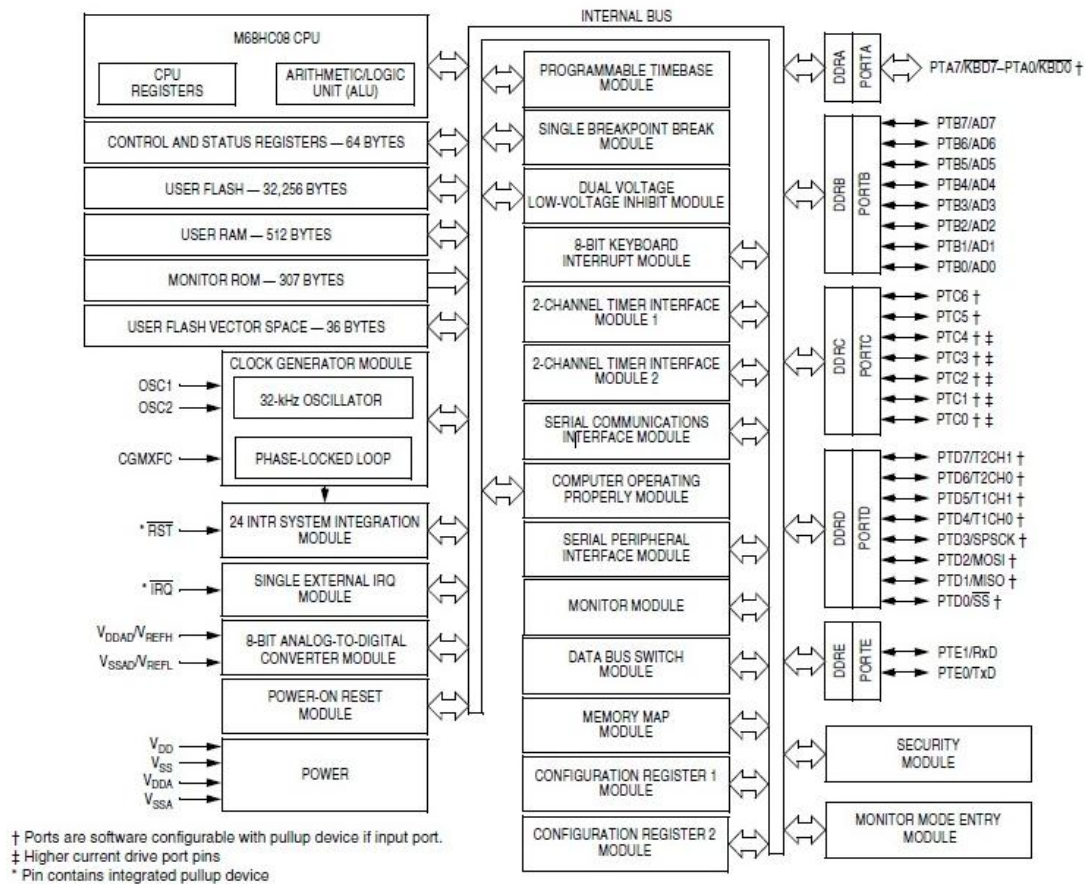 INTERNAL BUS
M68HC08 CPU
CPU
REGISTERS
ARITHMETIC/LOGIC
UNIT (ALU)
CONTROL AND STATUS REGISTERS — 64 BYTES
USER FLASH — 32,256 BYTES
USER RAM — 512 BYTES
MONITOR ROM — 307 BYTES
USER FLASH VECTOR SPACE — 36 BYTES
CLOCK GENERATOR MODULE
OSC1
OSC2
32-kHz OSCILLATOR
CGMXFC
PHASE-LOCKED LOOP
* RST
24 INTR SYSTEM INTEGRATION
MODULE
* IRQ
SINGLE EXTERNAL IRQ
MODULE
VDDAD/VREFH
VSSAD/VREFL
8-BIT ANALOG-TO-DIGITAL
CONVERTER MODULE
POWER-ON RESET
MODULE
VDD
VSS
VDDA
VSSA
POWER
PROGRAMMABLE TIMEBASE
MODULE
SINGLE BREAKPOINT BREAK
MODULE
DUAL VOLTAGE
LOW-VOLTAGE INHIBIT MODULE
8-BIT KEYBOARD
INTERRUPT MODULE
2-CHANNEL TIMER INTERFACE
MODULE 1
2-CHANNEL TIMER INTERFACE
MODULE 2
SERIAL COMMUNICATIONS
INTERFACE MODULE
COMPUTER OPERATING
PROPERLY MODULE
SERIAL PERIPHERAL
INTERFACE MODULE
MONITOR MODULE
DATA BUS SWITCH
MODULE
MEMORY MAP
MODULE
CONFIGURATION REGISTER 1
MODULE
CONFIGURATION REGISTER 2
MODULE
DDRA
PORTA
PTA7/KBD7–PTA0/KBD0 †
DDRB
PORTB
PTB7/AD7
PTB6/AD6
PTB5/AD5
PTB4/AD4
PTB3/AD3
PTB2/AD2
PTB1/AD1
PTB0/AD0
DDRC
PORTC
PTC6 †
PTC5 †
PTC4 † ‡
PTC3 † ‡
PTC2 † ‡
PTC1 † ‡
PTC0 † ‡
DDRD
PORTD
PTD7/T2CH1 †
PTD6/T2CH0 †
PTD5/T1CH1 †
PTD4/T1CH0 †
PTD3/SPSCK †
PTD2/MOSI †
PTD1/MISO †
PTD0/SS †
DDRE
PORTE
PTE1/RxD
PTE0/TxD
SECURITY
MODULE
MONITOR MODE ENTRY
MODULE
† Ports are software configurable with pullup device if input port.
‡ Higher current drive port pins
* Pin contains integrated pullup device